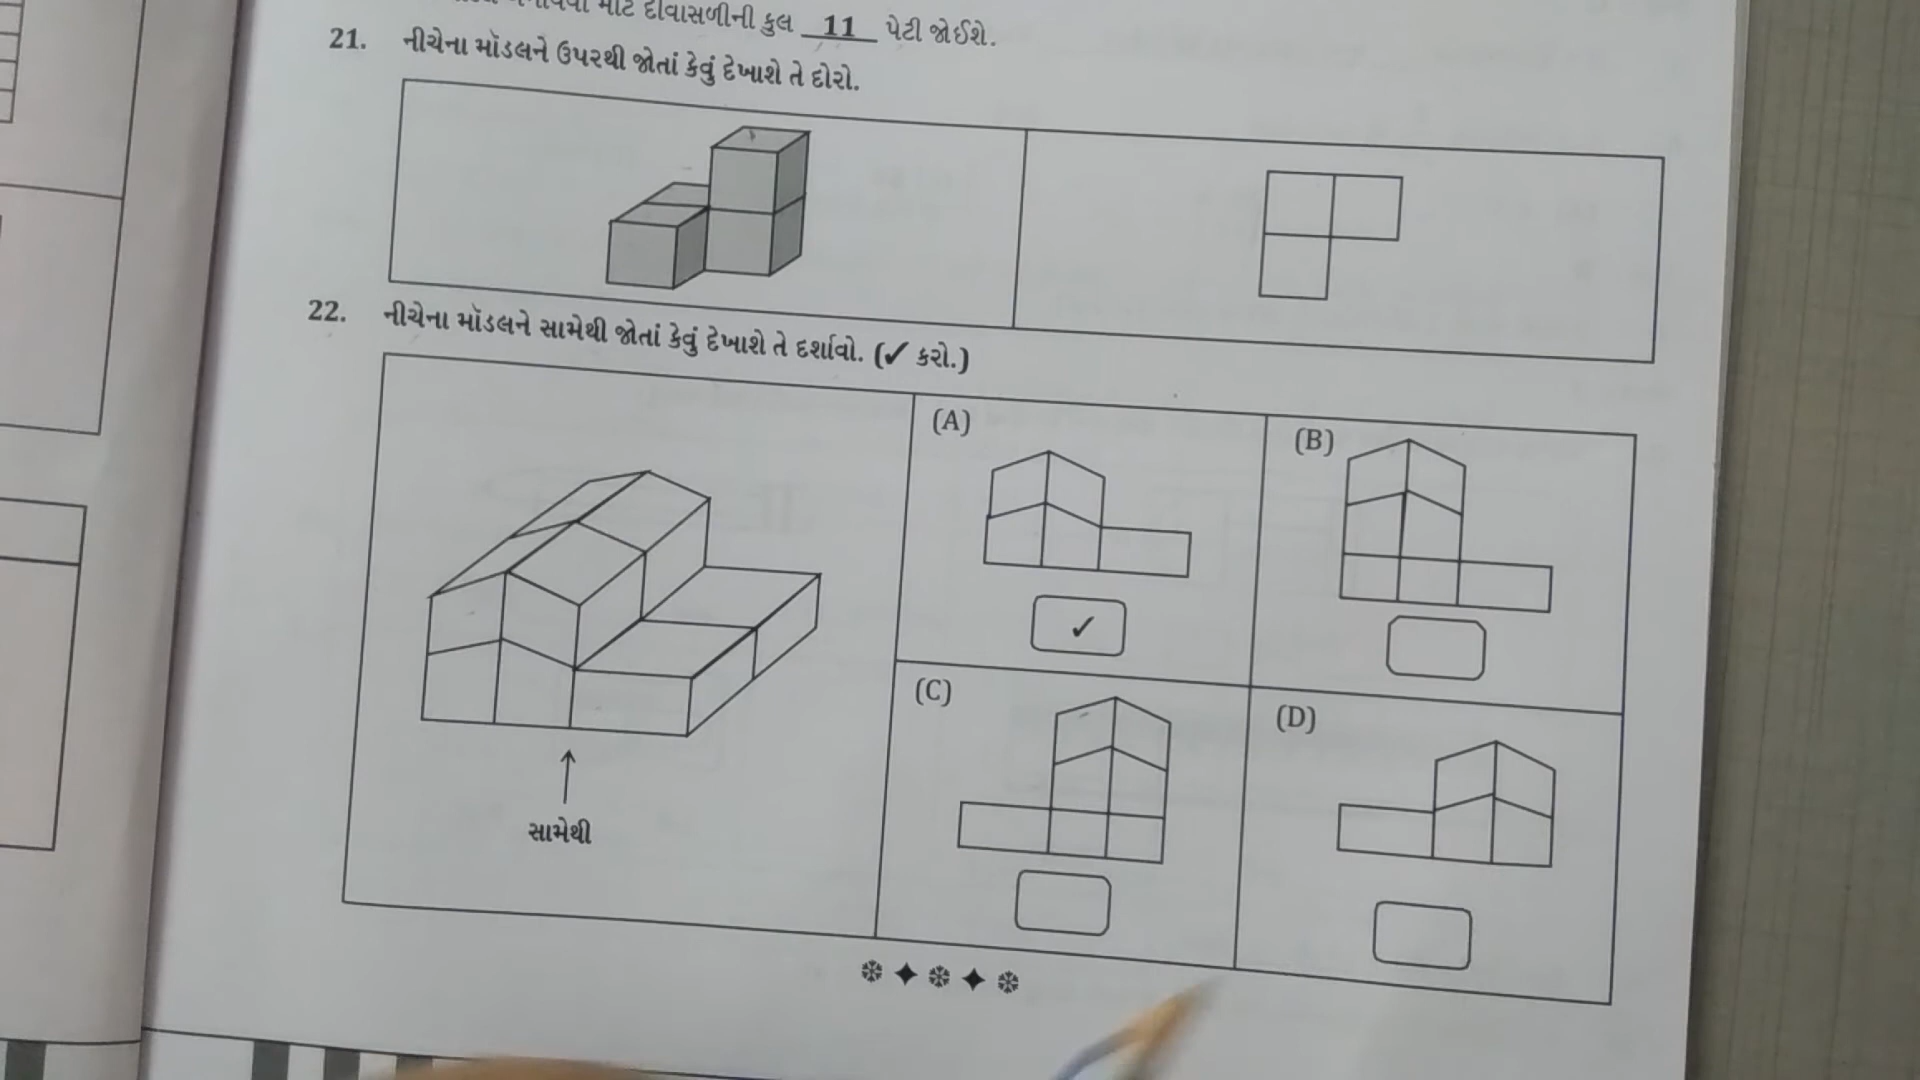 માટે દીવાસળીની કુલ 11 પેટી જોઈશે.
21. નીચેના મૉડલને ઉપરથી જોતાં કેવું દેખાશે તે દોરો.
22. નીચેના મૉડલને સામેથી જોતાં કેવું દેખાશે તે દર્શાવો. (✓ કરો.)
(A)
(B)
✓
(C)
(D)
સામેથી